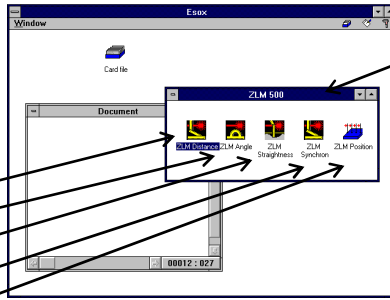 Esox
Window
?
Card file
ZLM 500
Document
ZLM Distance ZLM Angle ZLM Straightness ZLM Synchron ZLM Position
00012 : 027